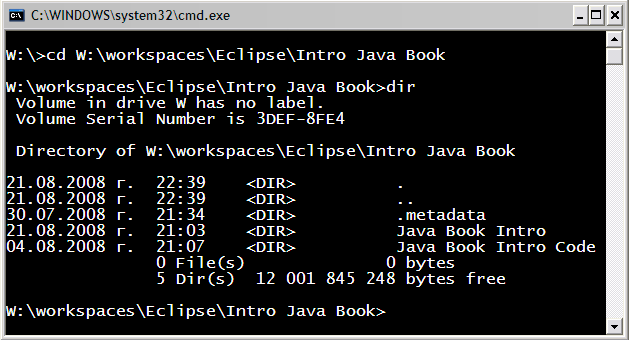 C:\WINDOWS\system32\cmd.exe
W:\>cd W:\workspaces\Eclipse\Intro Java Book
W:\workspaces\Eclipse\Intro Java Book>dir
Volume in drive W has no label.
Volume Serial Number is 3DEF-8FE4
Directory of W:\workspaces\Eclipse\Intro Java Book
21.08.2008 г.  22:39    <DIR>          .
21.08.2008 г.  22:39    <DIR>          ..
30.07.2008 г.  21:34    <DIR>          .metadata
21.08.2008 г.  21:03    <DIR>          Java Book Intro
04.08.2008 г.  21:07    <DIR>          Java Book Intro Code
0 File(s)              0 bytes
5 Dir(s)  12 001 845 248 bytes free
W:\workspaces\Eclipse\Intro Java Book>